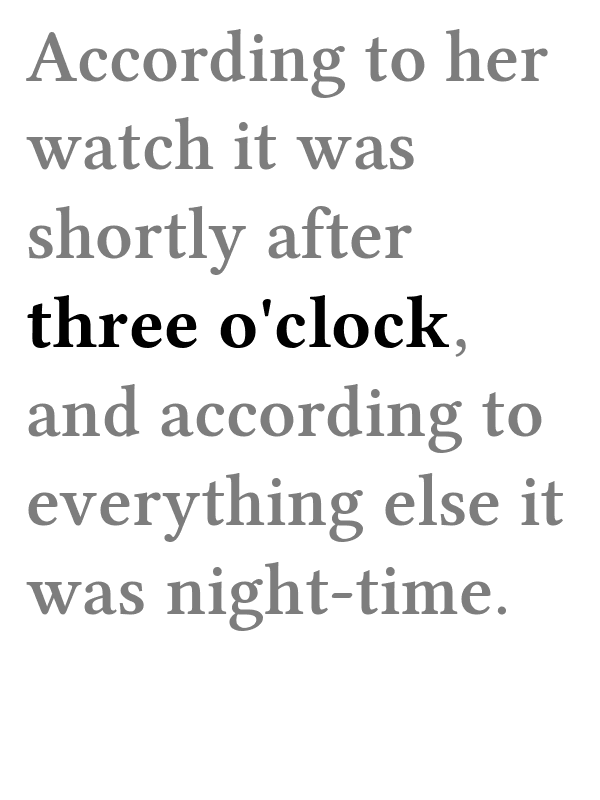 According to her
watch it was
shortly after
three o'clock,
and according to
everything else it
was night-time.